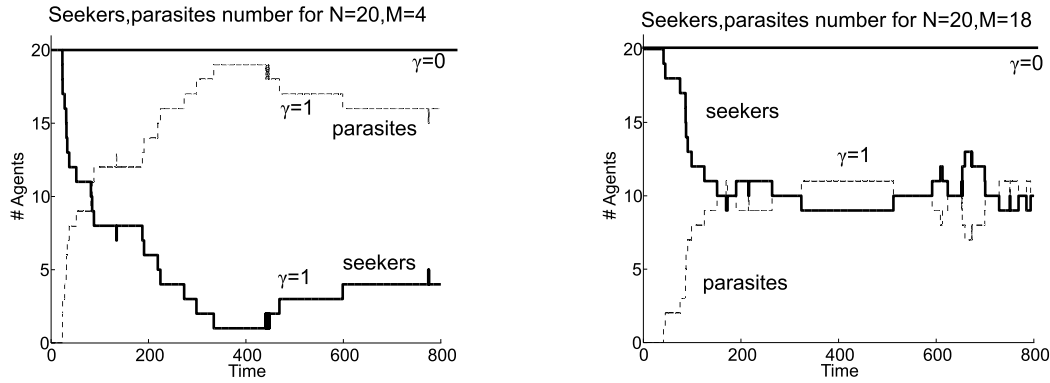 Seekers,parasites number for N=20,M=4
20
γ=0
15
γ=1
parasites
# Agents
10
5
γ=1
seekers
0
0
200
400
600
800
Time
Seekers,parasites number for N=20,M=18
20
γ=0
seekers
15
γ=1
# Agents
10
5
parasites
0
0
200
400
600
800
Time